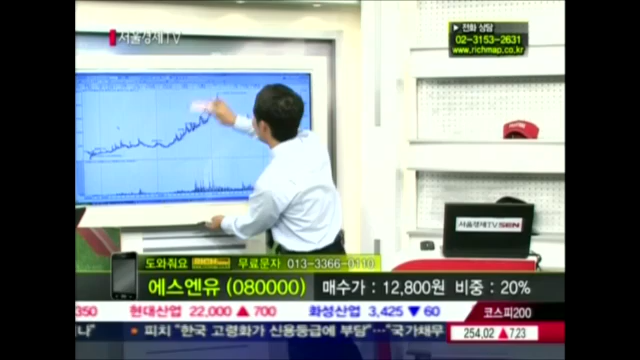 서울경제TV
▶ 전화 상담
02-3153-2631
www.richmap.co.kr
서울경제TV SEN
도와줘요 무료문자 013-3366-0110
에스엔유 (080000) 매수가 : 12,800원 비중 : 20%
350 현대산업 22,000 ▲ 700 화성산업 3,425 ▼ 60 코스피200
나" - 피치 "한국 고령화가 신용등급에 부담"…"국가채무 254.02 ▲7.23